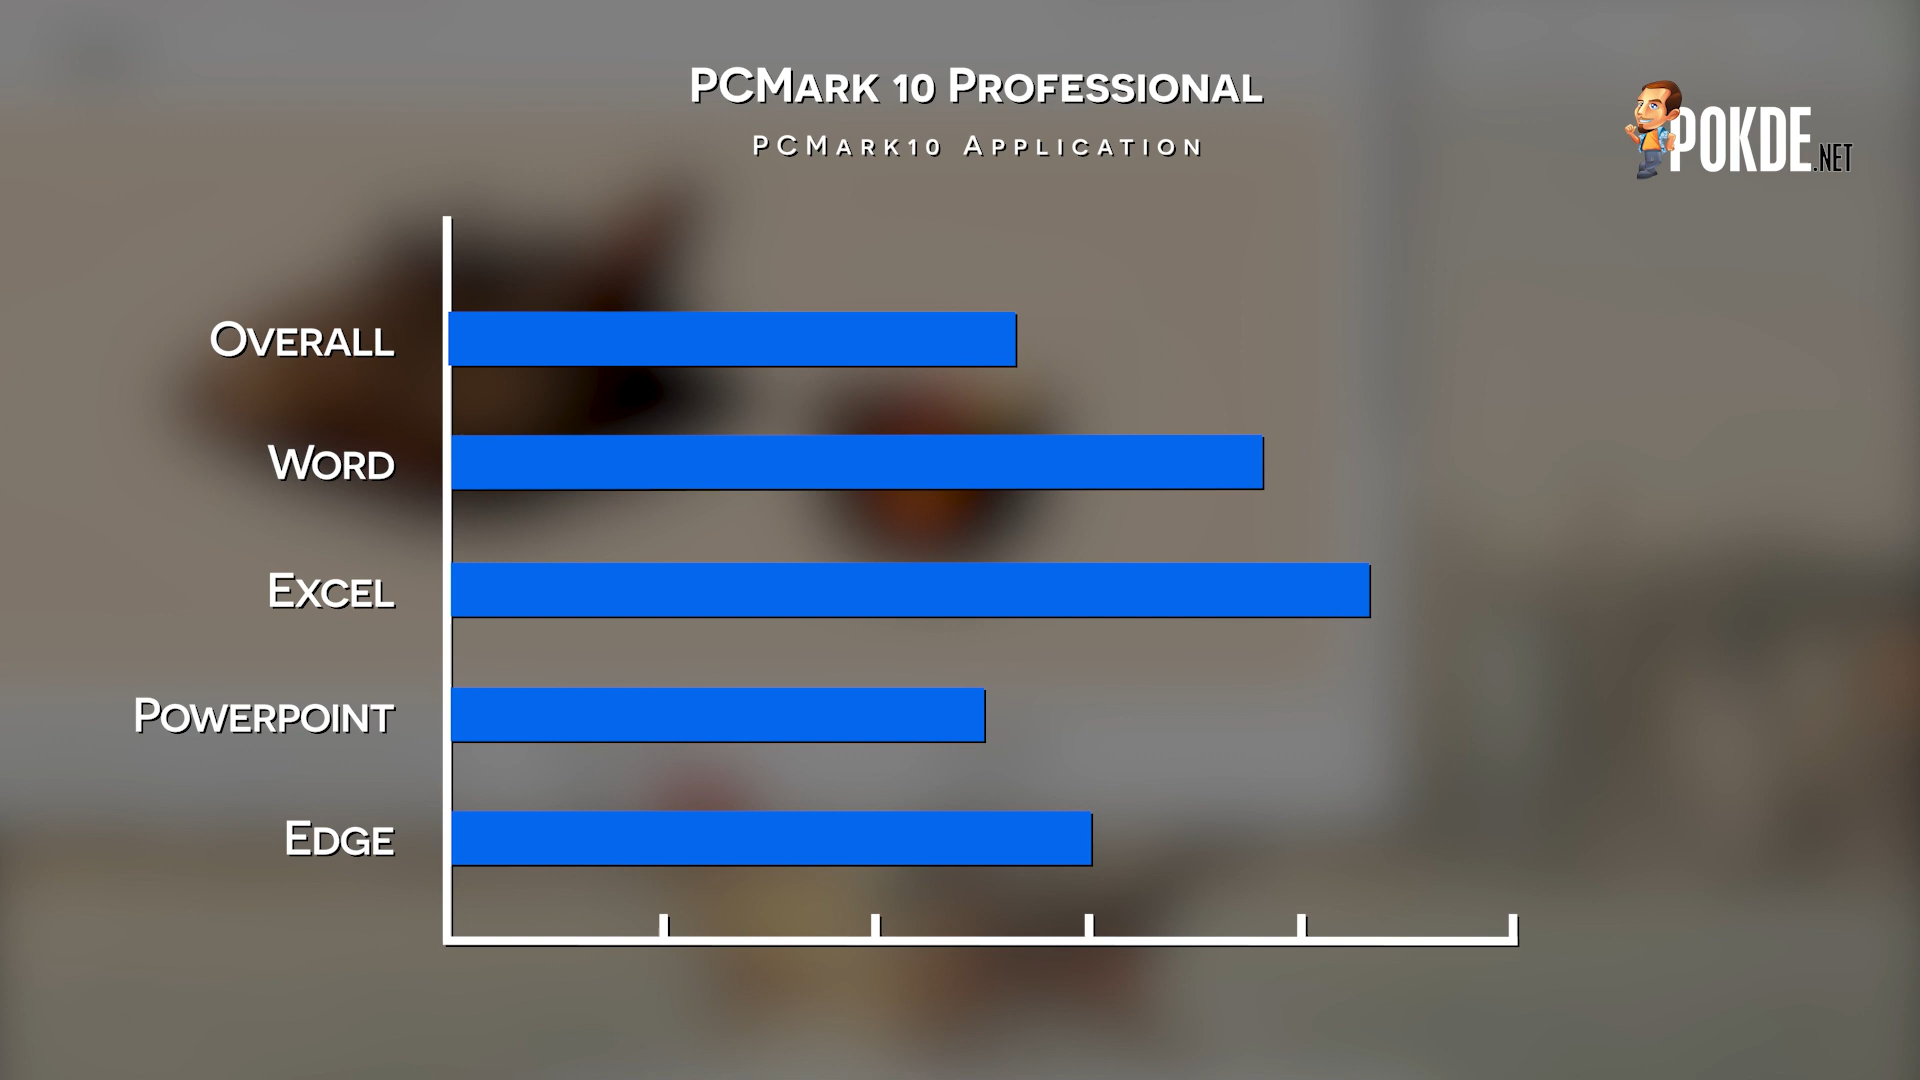 PCMark 10 Professional
PCMark10 Application
POKDE.NET
Overall
Word
Excel
Powerpoint
Edge